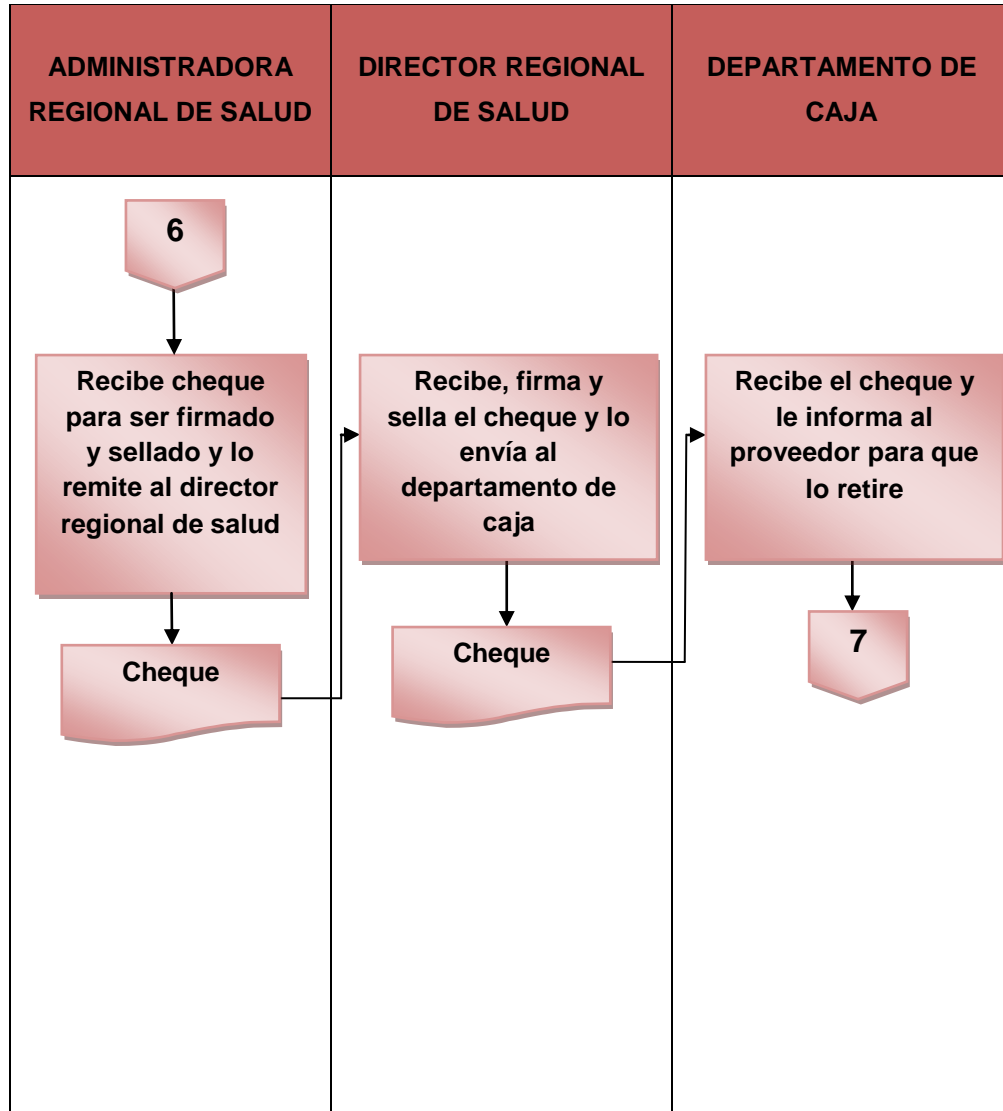 ADMINISTRADORA
REGIONAL DE SALUD
DIRECTOR REGIONAL
DE SALUD
DEPARTAMENTO DE
CAJA
6
Recibe cheque
para ser firmado
y sellado y lo
remite al director
regional de salud
Cheque
Recibe, firma y
sella el cheque y lo
envía al
departamento de
caja
Cheque
Recibe el cheque y
le informa al
proveedor para que
lo retire
7